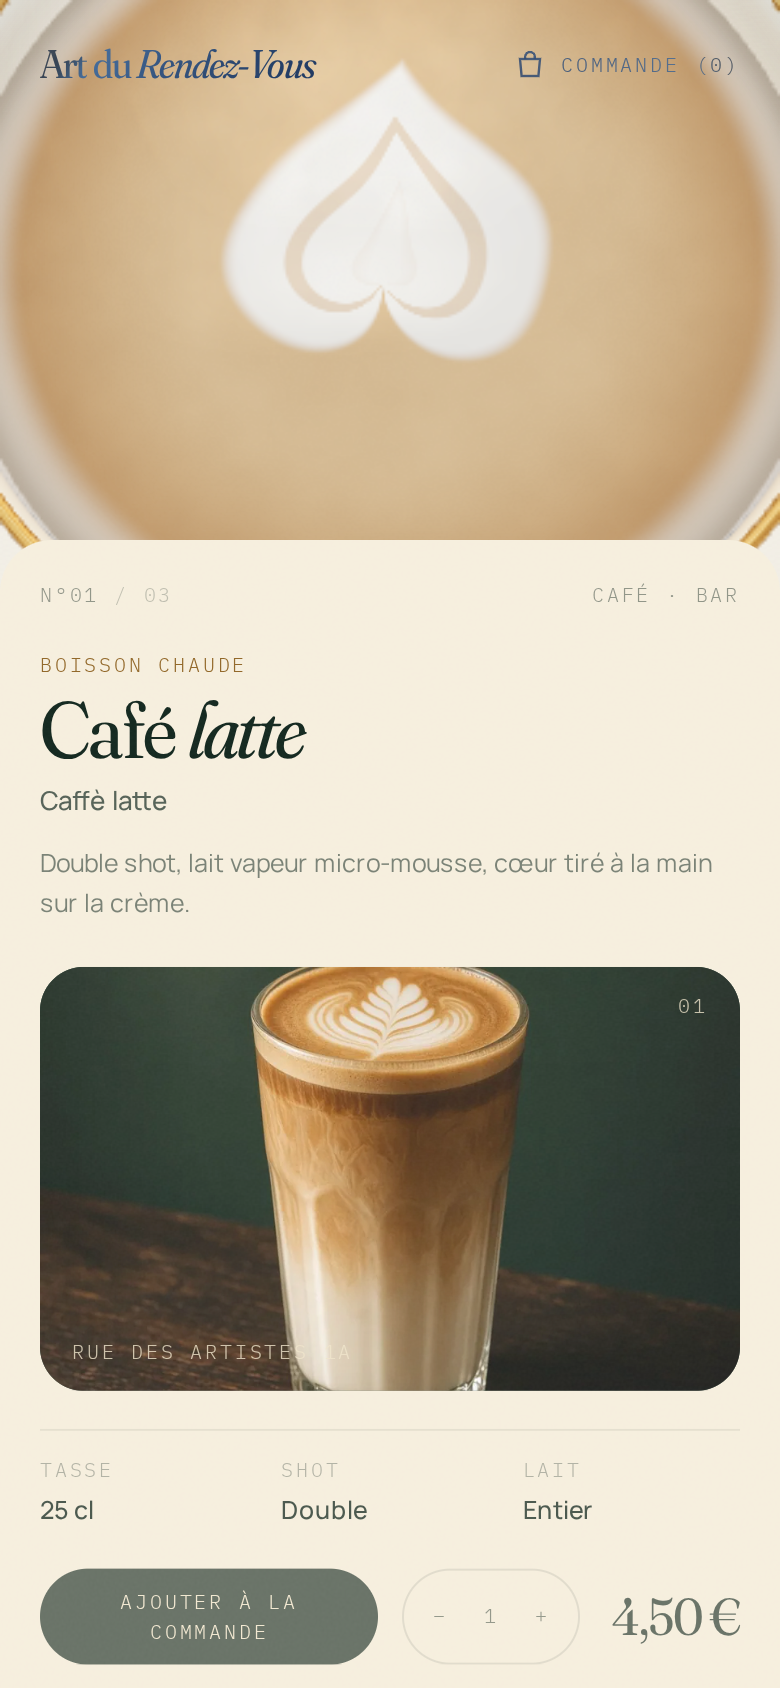 Art du Rendez-Vous
COMMANDE (0)
N°01 / 03
CAFÉ · BAR
BOISSON CHAUDE
Café latte
Caffè latte
Double shot, lait vapeur micro-mousse, cœur tiré à la main
sur la crème.
01
RUE DES ARTISTES 1A
TASSE
SHOT
LAIT
25 cl
Double
Entier
AJOUTER À LA
COMMANDE
− 1 +
4,50 €